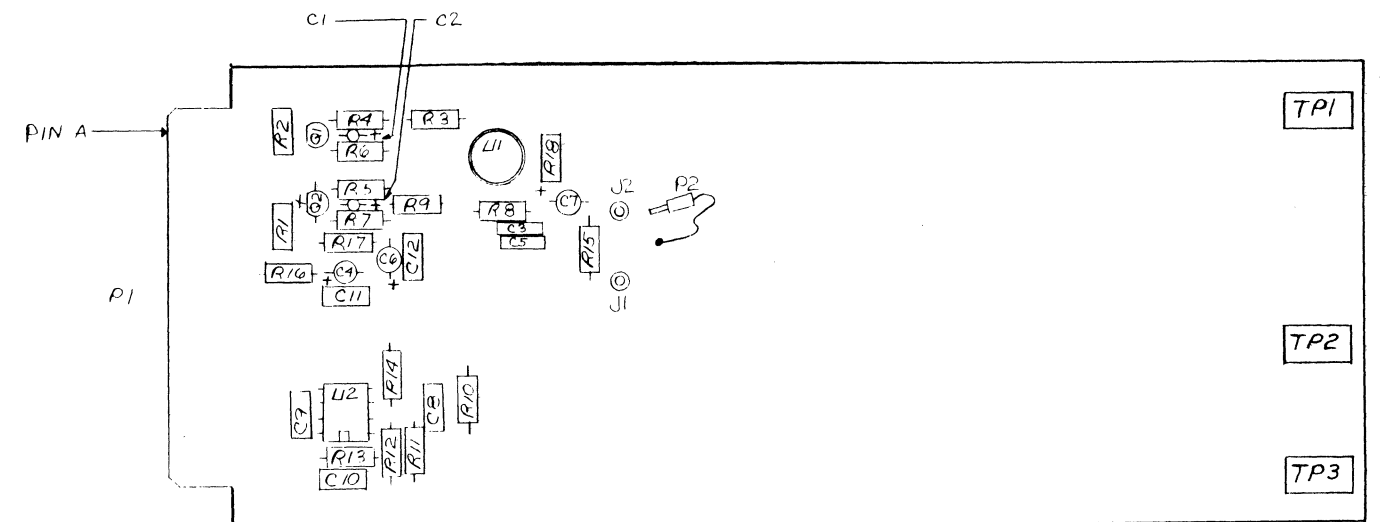 C1 C2
PIN A
R2
Q1
R4
R3
R6
U1
R18
TP1
R5
Q2
R1
R7
R9
R8
C3
C5
C7
J2
P2
R17
C6
C12
R15
R16
C4
C11
J1
P1
TP2
R14
U2
C9
C8
R10
R13
R12
R11
C10
TP3